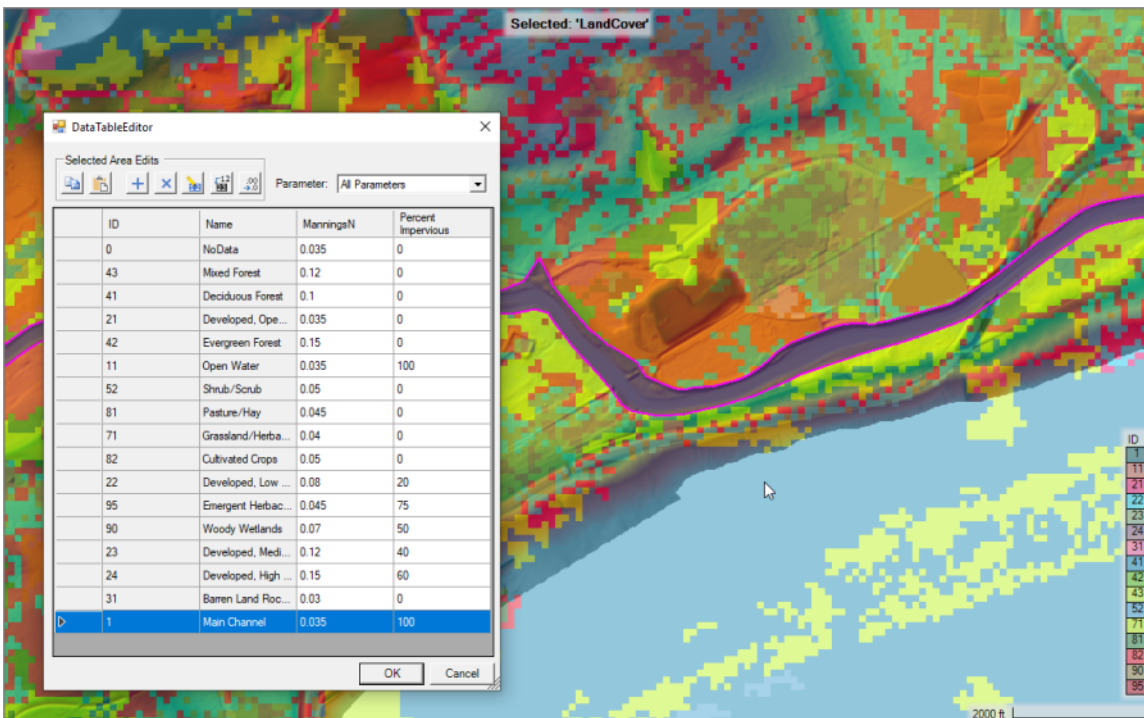 Selected: 'LandCover'
DataTableEditor
Selected Area Edits
Parameter: All Parameters
ID Name ManningsN Percent Impervious
0 NoData 0.035 0
43 Mixed Forest 0.12 0
41 Deciduous Forest 0.1 0
21 Developed, Ope... 0.035 0
42 Evergreen Forest 0.15 0
11 Open Water 0.035 100
52 Shrub/Scrub 0.05 0
81 Pasture/Hay 0.045 0
71 Grassland/Herba... 0.04 0
82 Cultivated Crops 0.05 0
22 Developed, Low ... 0.08 20
95 Emergent Herbac... 0.045 75
90 Woody Wetlands 0.07 50
23 Developed, Medi... 0.12 40
24 Developed, High ... 0.15 60
31 Barren Land Roc... 0.03 0
1 Main Channel 0.035 100
OK Cancel
ID
1
11
21
22
23
24
31
41
42
43
52
71
81
82
90
95
2000 ft